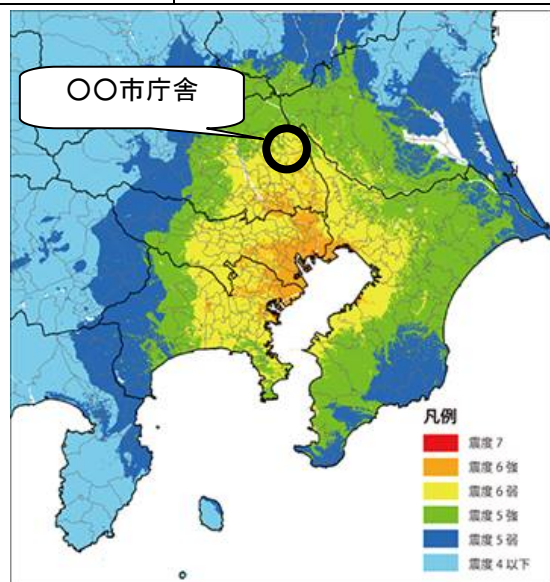 〇〇市庁舎
凡例
震度 7
震度 6 強
震度 6 弱
震度 5 強
震度 5 弱
震度 4 以下